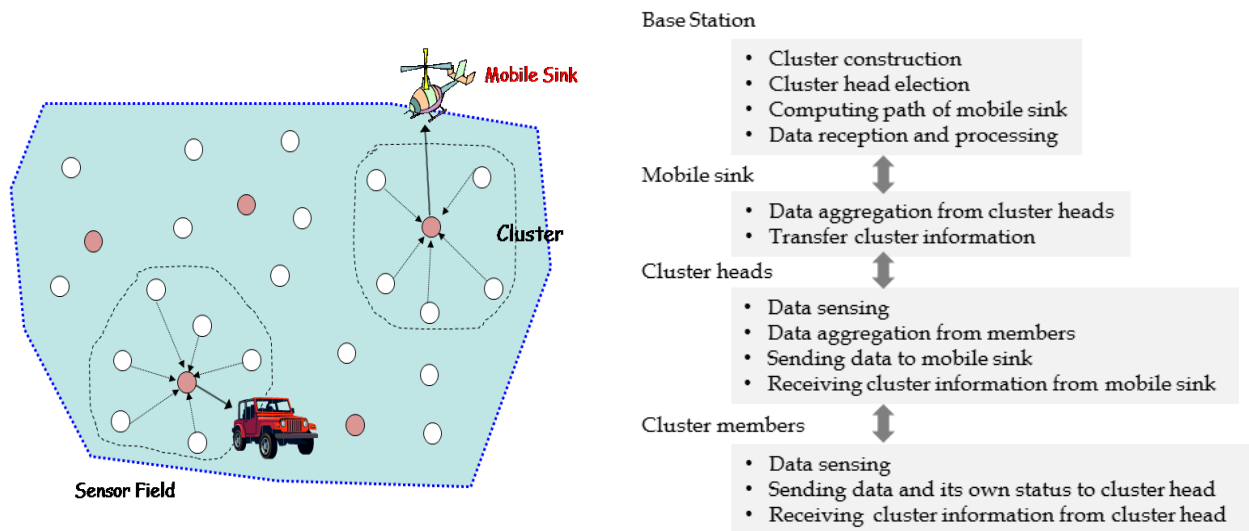 Mobile Sink
Cluster
Sensor Field
Base Station
• Cluster construction
• Cluster head election
• Computing path of mobile sink
• Data reception and processing
Mobile sink
• Data aggregation from cluster heads
• Transfer cluster information
Cluster heads
• Data sensing
• Data aggregation from members
• Sending data to mobile sink
• Receiving cluster information from mobile sink
Cluster members
• Data sensing
• Sending data and its own status to cluster head
• Receiving cluster information from cluster head